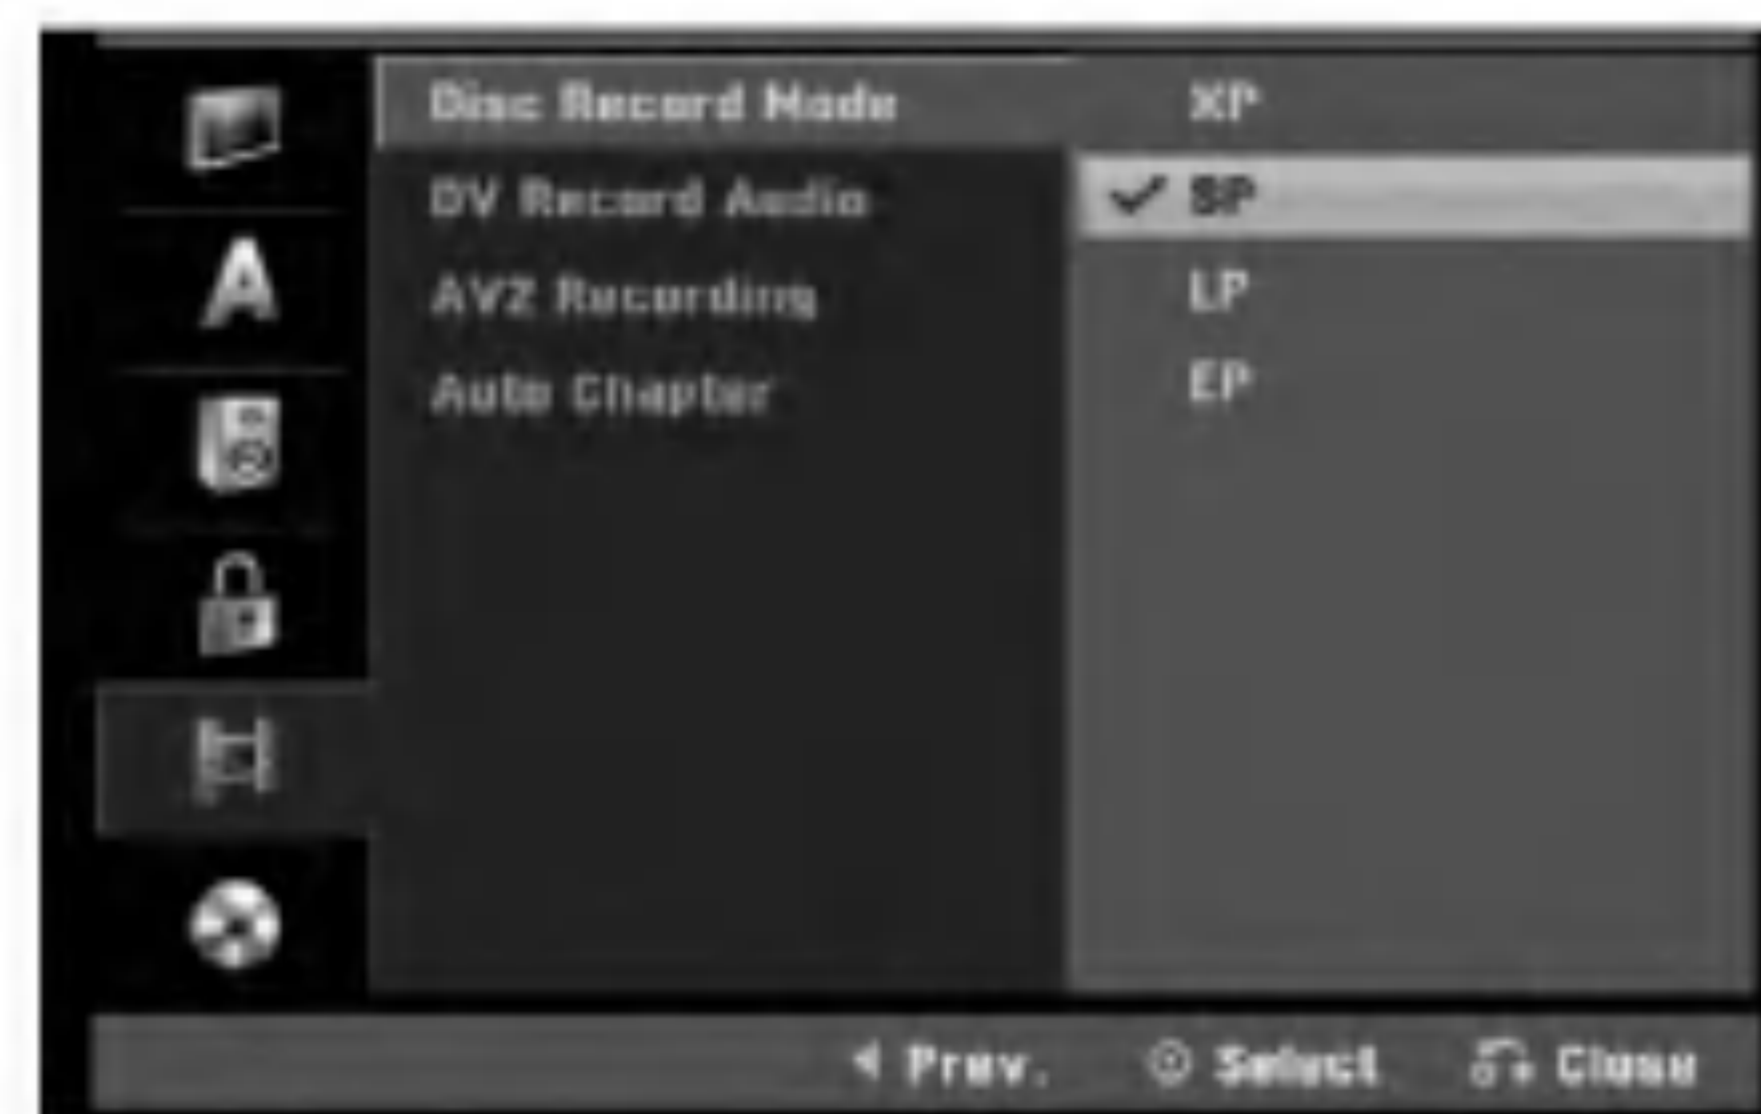 Disc Record Mode XP
DV Record Audio SP
AV2 Recording LP
Auto Chapter EP
Prev. Select Close